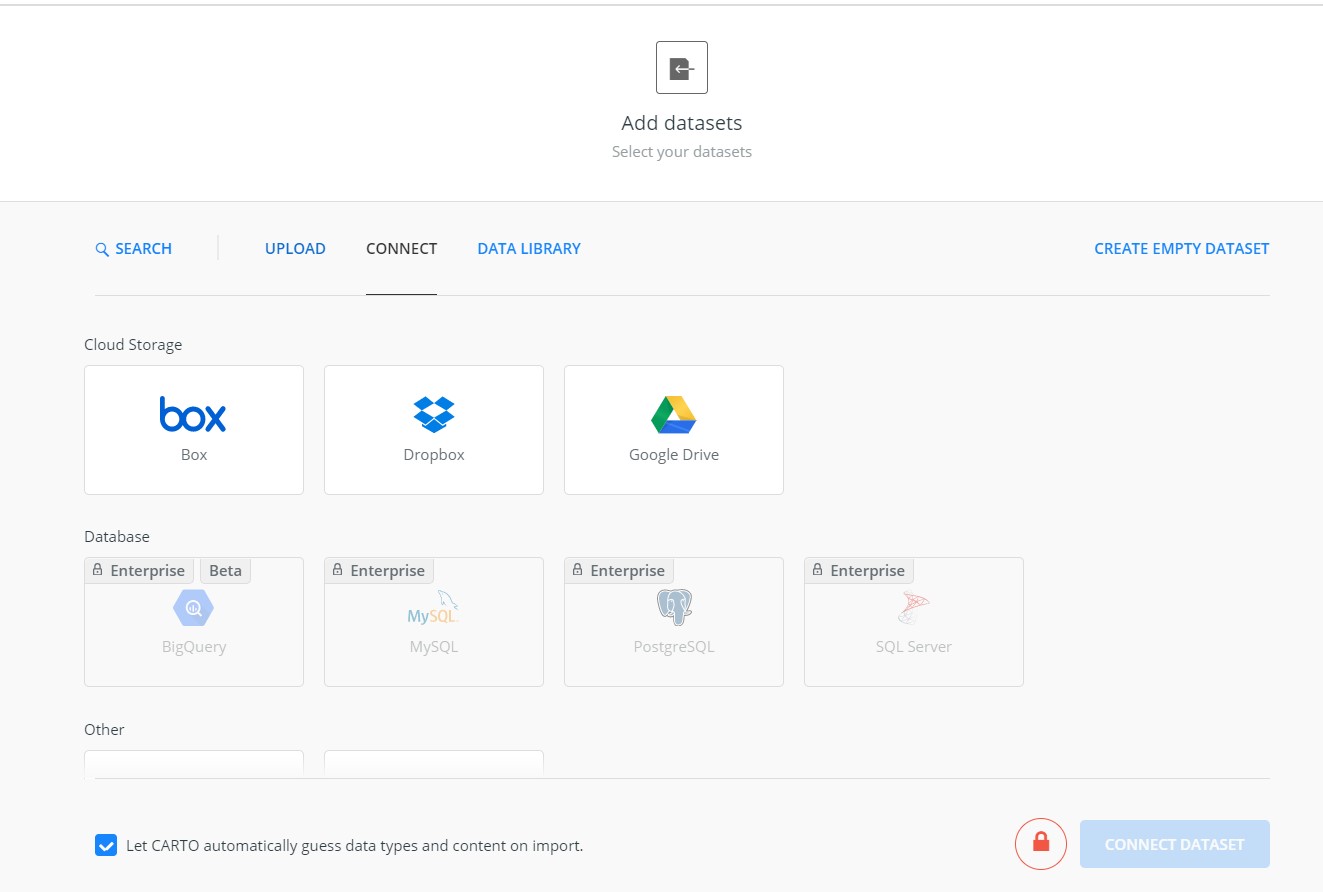 Add datasets
Select your datasets
SEARCH UPLOAD CONNECT DATA LIBRARY CREATE EMPTY DATASET
Cloud Storage
box
Box Dropbox Google Drive
Database
Enterprise Beta Enterprise Enterprise Enterprise
MySQL
BigQuery MySQL PostgreSQL SQL Server
Other
Let CARTO automatically guess data types and content on import. CONNECT DATASET